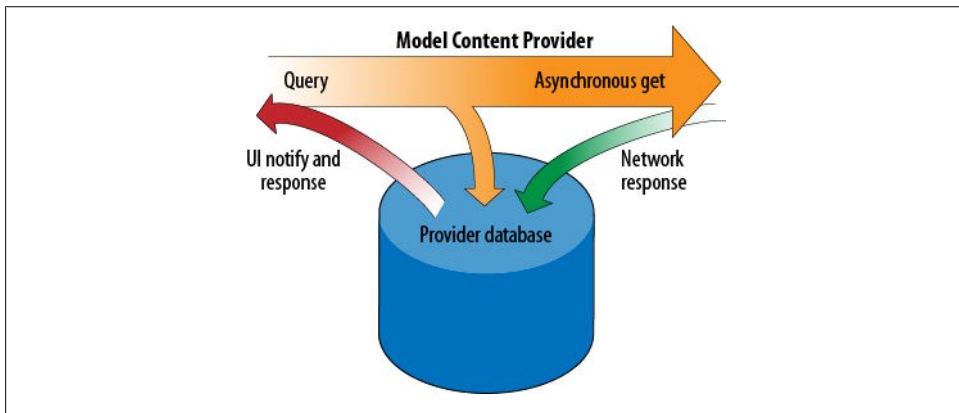 Model Content Provider
Query
Asynchronous get
UI notify and
response
Network
response
Provider database